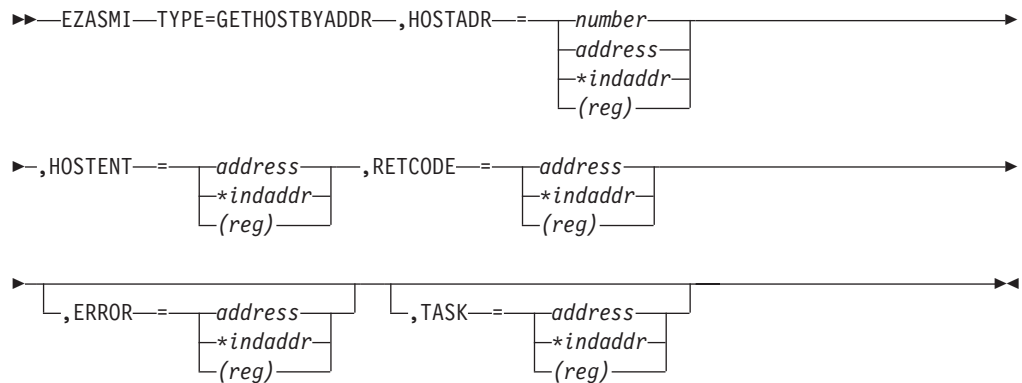 EZASMI TYPE=GETHOSTBYADDR ,HOSTADR = number
address
*indaddr
(reg)
,HOSTENT = address ,RETCODE = address
*indaddr *indaddr
(reg) (reg)
,ERROR = address ,TASK = address
*indaddr *indaddr
(reg) (reg)